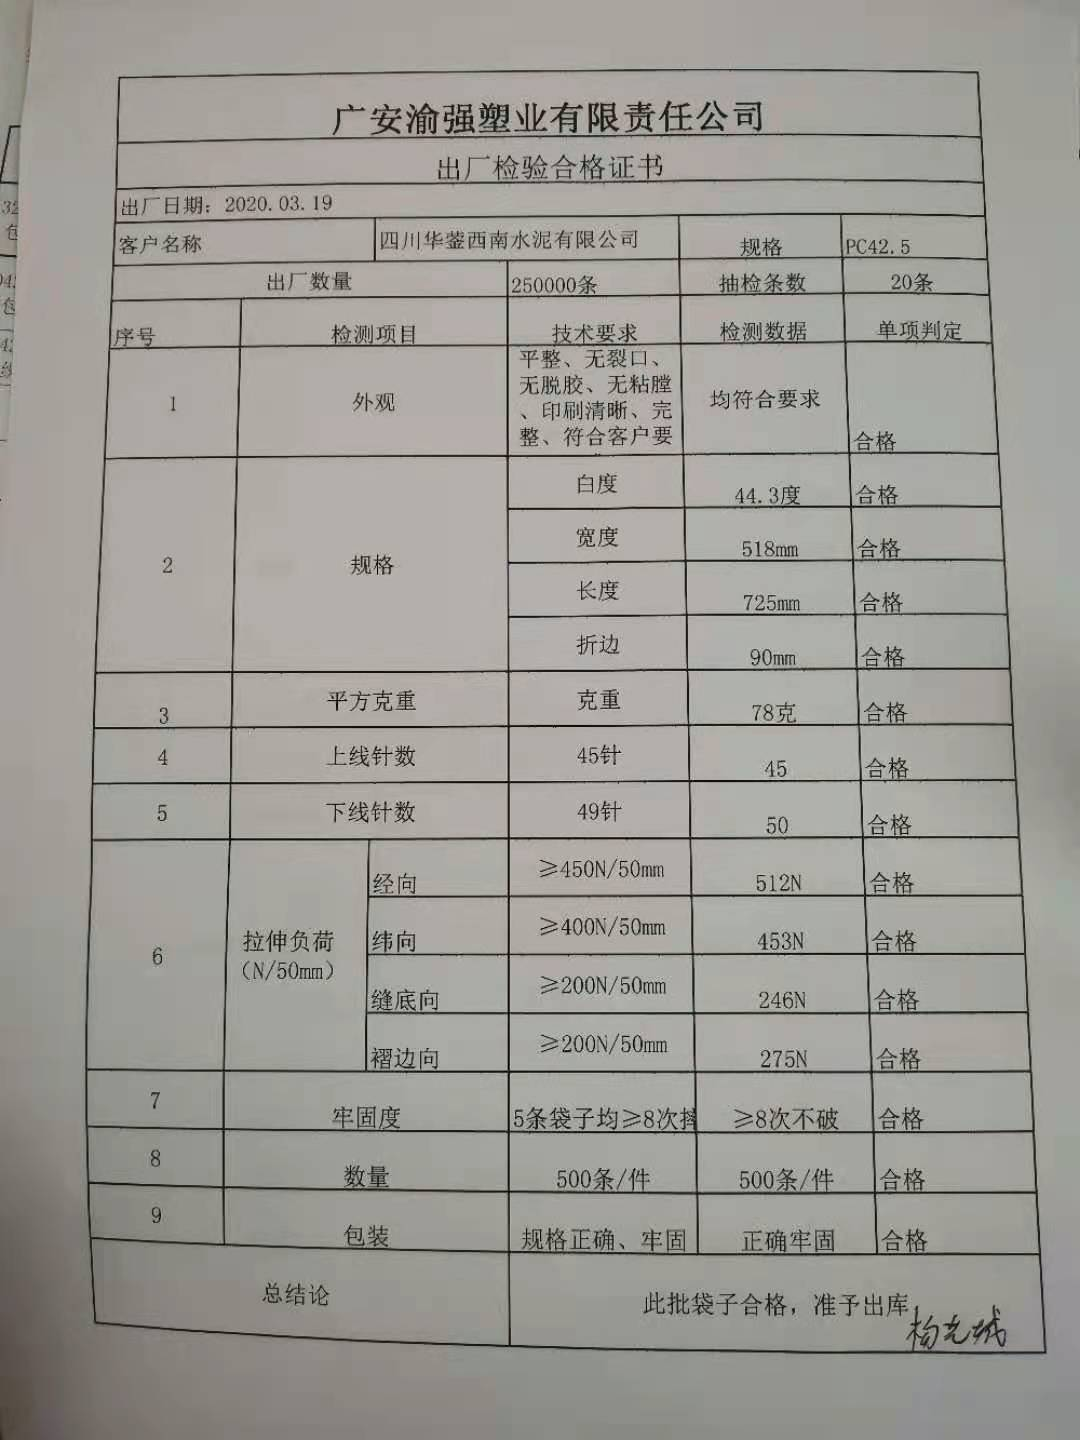 广安渝强塑业有限责任公司
出厂检验合格证书
出厂日期：2020.03.19
客户名称 四川华蓥西南水泥有限公司 规格 PC42.5
出厂数量 250000条 抽检条数 20条
序号 检测项目 技术要求 检测数据 单项判定
1 外观 平整、无裂口、 均符合要求 合格
无脱胶、无粘膛
、印刷清晰、完
整、符合客户要
2 规格 白度 44.3度 合格
宽度 518mm 合格
长度 725mm 合格
折边 90mm 合格
3 平方克重 克重 78克 合格
4 上线针数 45针 45 合格
5 下线针数 49针 50 合格
6 拉伸负荷 经向 ≥450N/50mm 512N 合格
（N/50mm） 纬向 ≥400N/50mm 453N 合格
缝底向 ≥200N/50mm 246N 合格
褶边向 ≥200N/50mm 275N 合格
7 牢固度 5条袋子均≥8次摔 ≥8次不破 合格
8 数量 500条/件 500条/件 合格
9 包装 规格正确、牢固 正确牢固 合格
总结论 此批袋子合格，准予出库